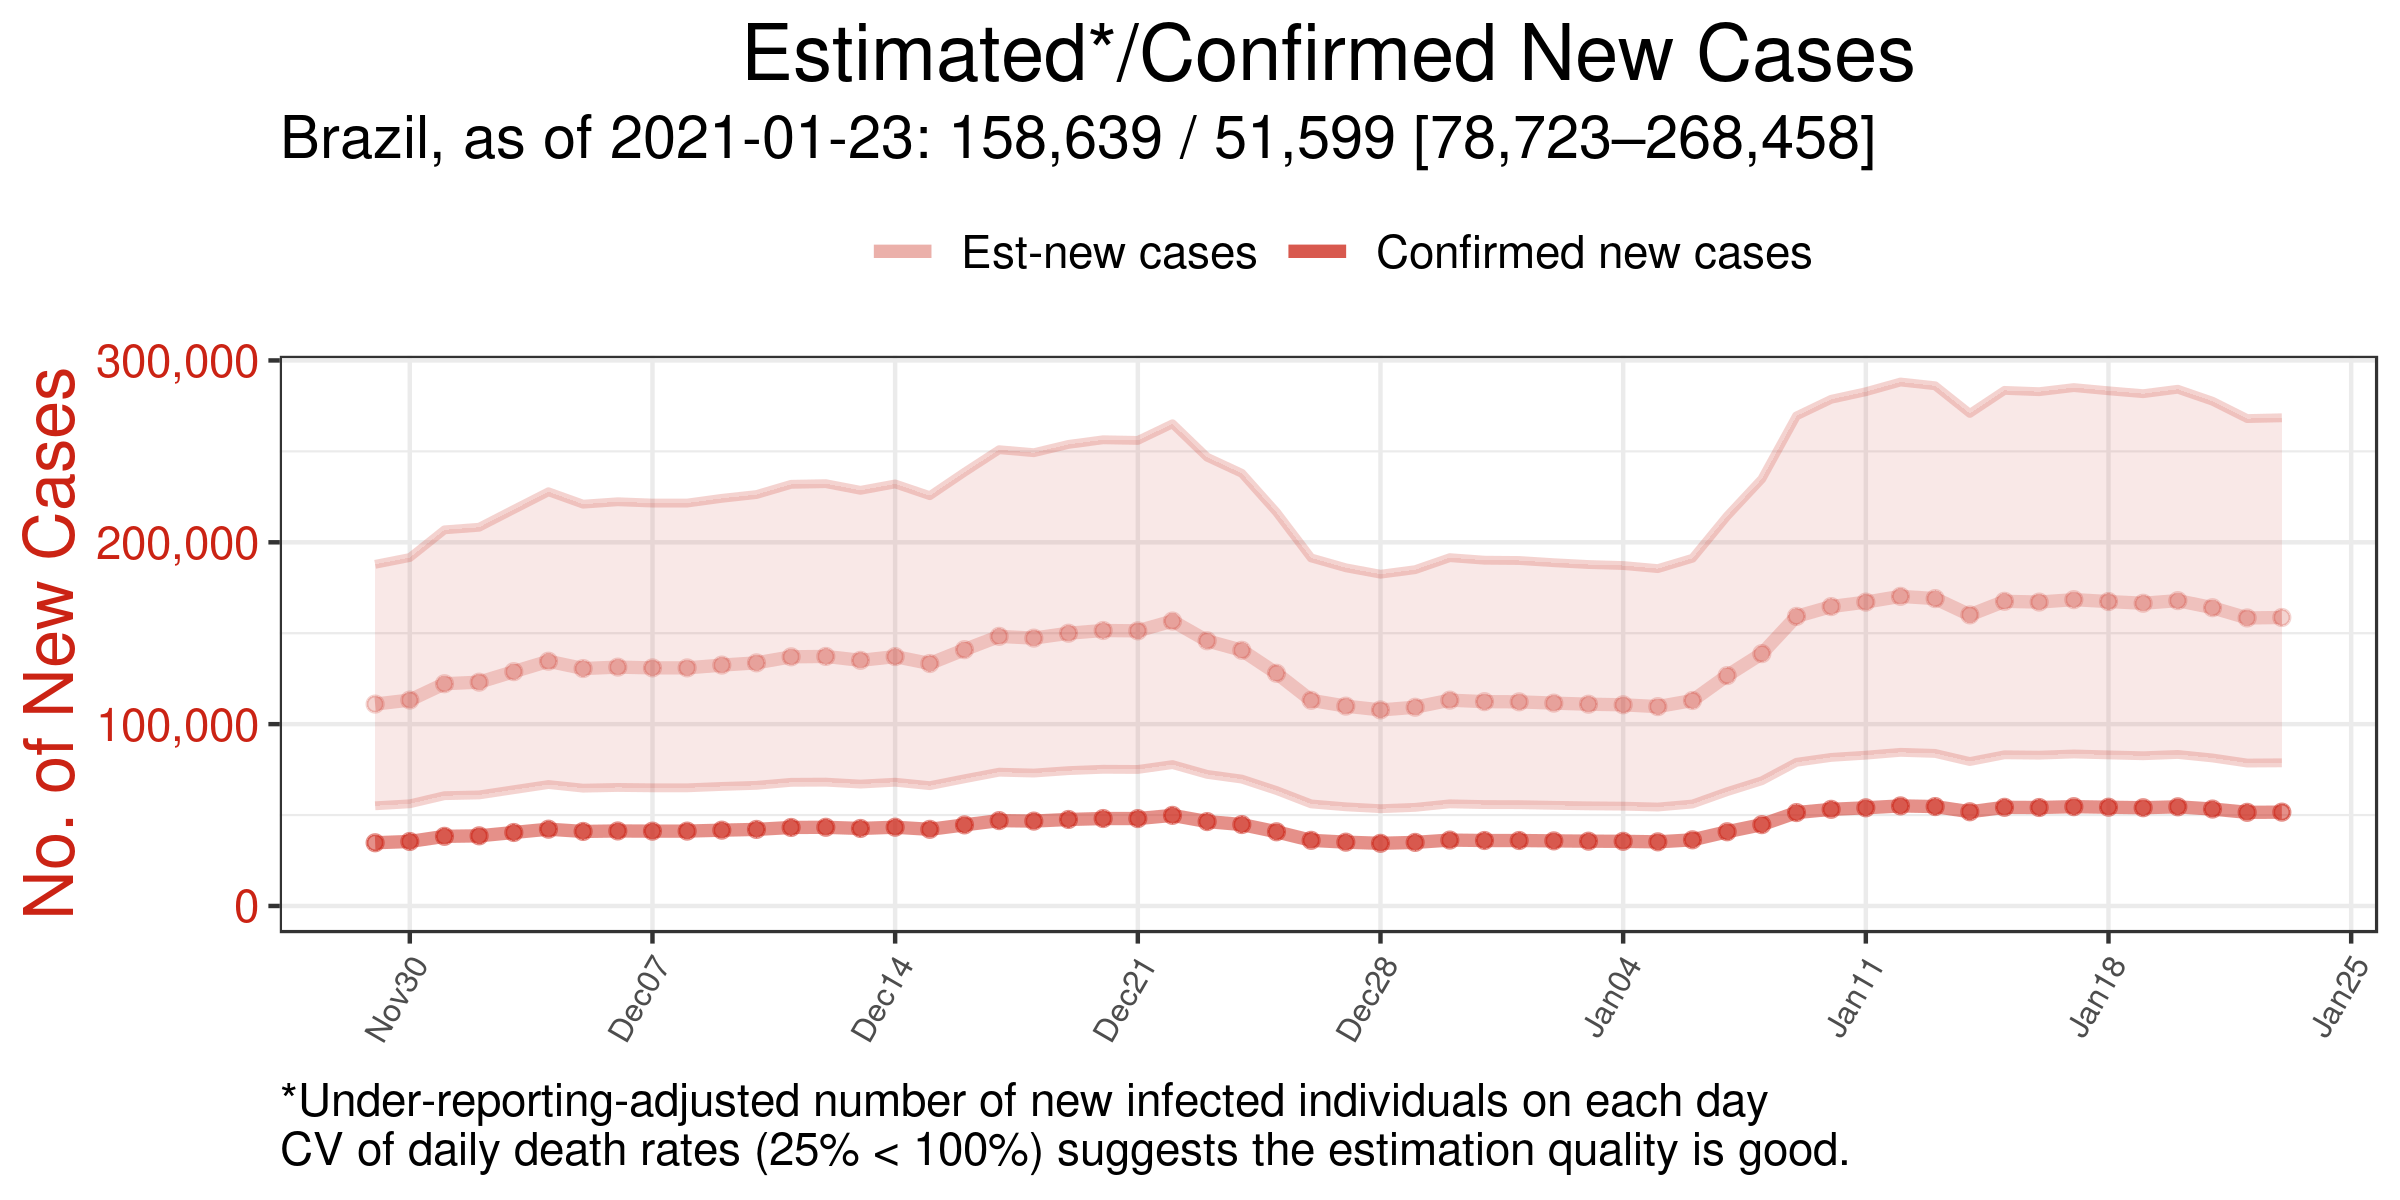 Estimated*/Confirmed New Cases
Brazil, as of 2021-01-23: 158,639 / 51,599 [78,723–268,458]
Est-new cases
Confirmed new cases
No. of New Cases
300,000
200,000
100,000
0
Nov30
Dec07
Dec14
Dec21
Dec28
Jan04
Jan11
Jan18
Jan25
*Under-reporting-adjusted number of new infected individuals on each day
CV of daily death rates (25% < 100%) suggests the estimation quality is good.